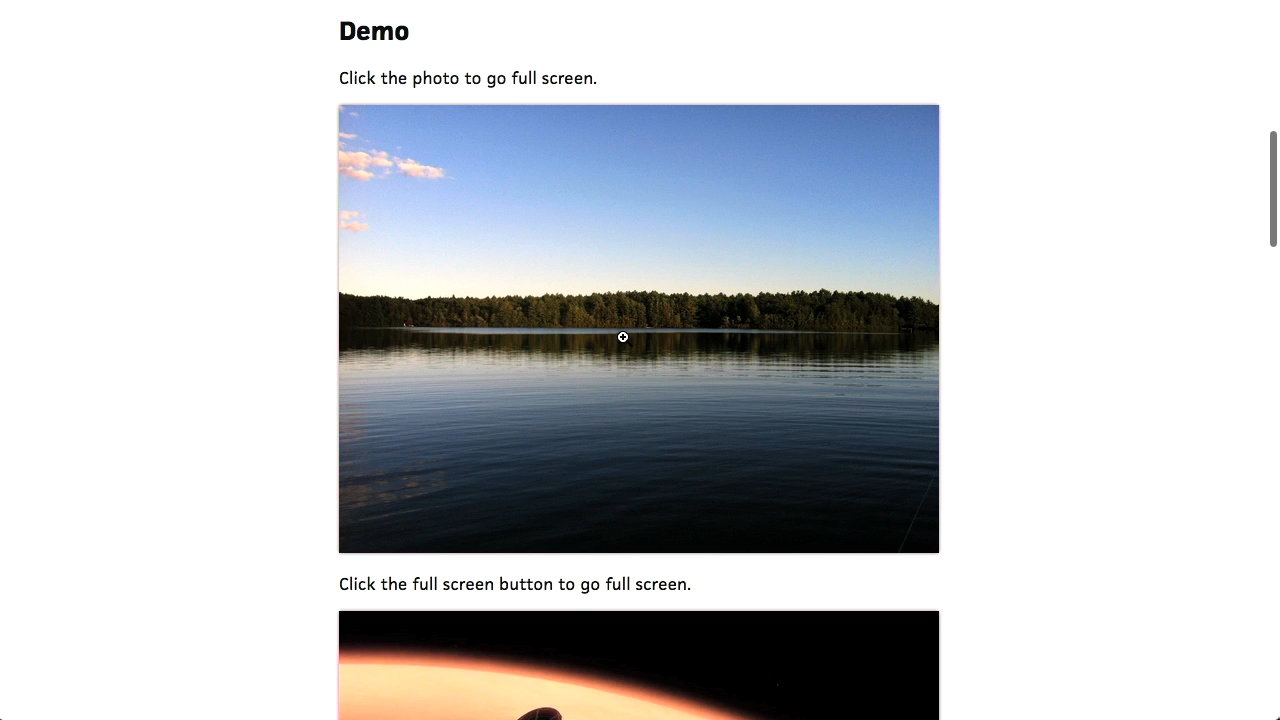 Demo
Click the photo to go full screen.
Click the full screen button to go full screen.